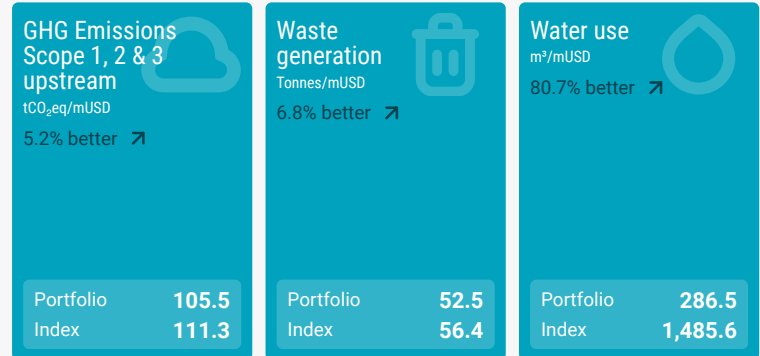 GHG Emissions
Scope 1, 2 & 3
upstream
tCO₂eq/mUSD
5.2% better
Portfolio 105.5
Index 111.3
Waste
generation
Tonnes/mUSD
6.8% better
Portfolio 52.5
Index 56.4
Water use
m³/mUSD
80.7% better
Portfolio 286.5
Index 1,485.6